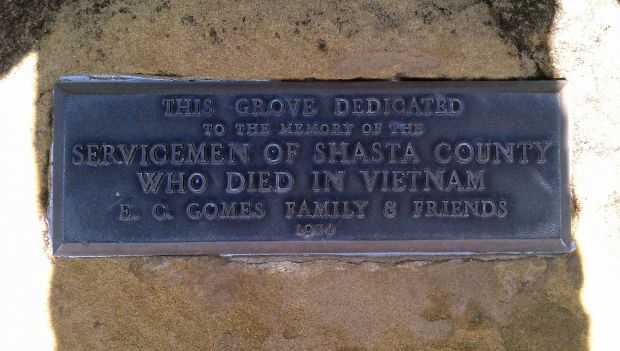 THIS GROVE DEDICATED
TO THE MEMORY OF THE
SERVICEMEN OF SHASTA COUNTY
WHO DIED IN VIETNAM
E. C. GOMES FAMILY & FRIENDS